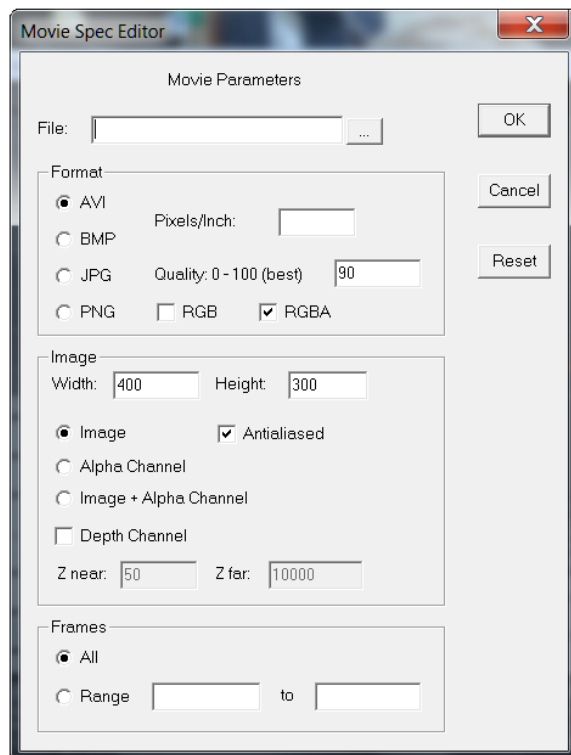 Movie Spec Editor
Movie Parameters
File: ...
OK
Cancel
Reset
Format
AVI
BMP
Pixels/Inch:
JPG Quality: 0 - 100 (best) 90
PNG RGB RGBA
Image
Width: 400 Height: 300
Image Antialiased
Alpha Channel
Image + Alpha Channel
Depth Channel
Z near: 50 Z far: 10000
Frames
All
Range to